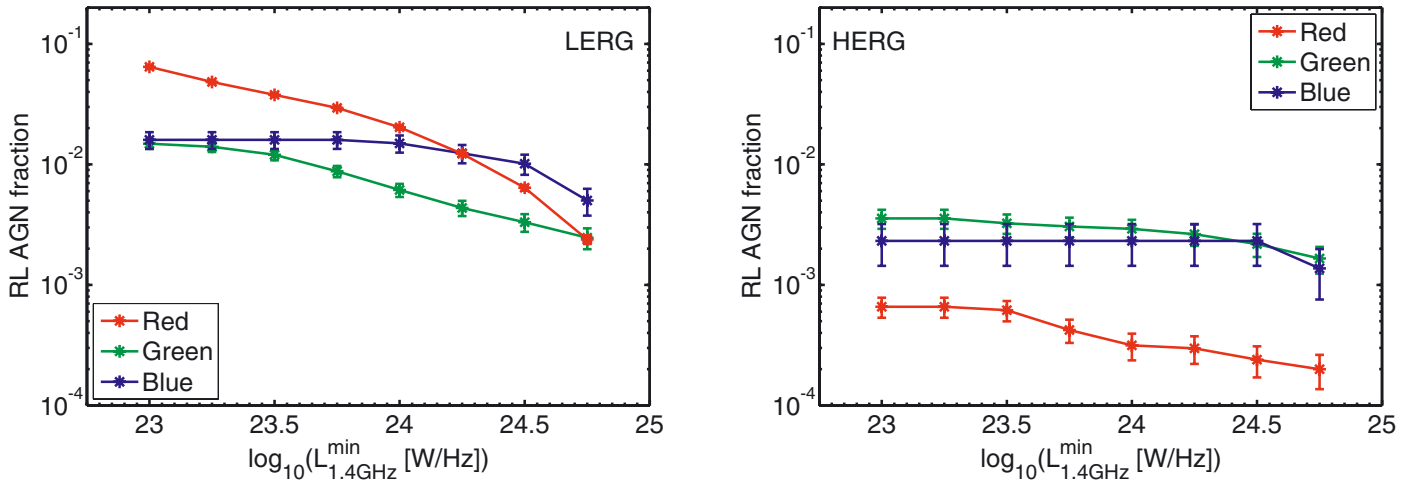 LERG
RL AGN fraction
10^-1
10^-2
10^-3
10^-4
Red
Green
Blue
23 23.5 24 24.5 25
log_10(L^min_1.4GHz [W/Hz])
HERG
RL AGN fraction
10^-1
10^-2
10^-3
10^-4
Red
Green
Blue
23 23.5 24 24.5 25
log_10(L^min_1.4GHz [W/Hz])